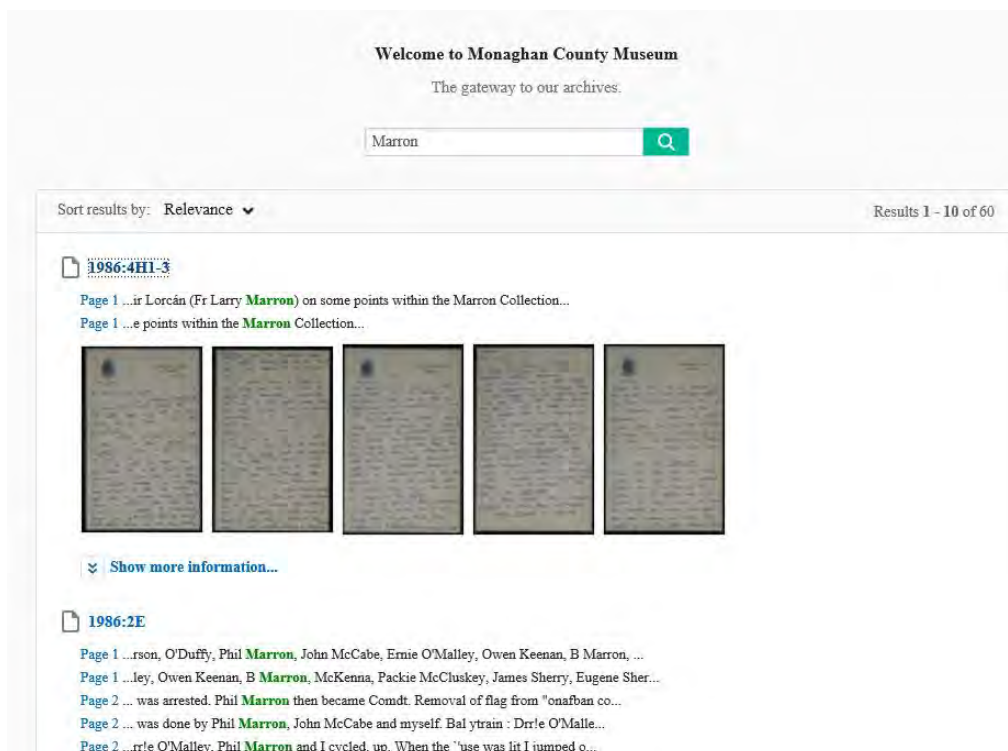 Welcome to Monaghan County Museum
The gateway to our archives.
Marron
Sort results by: Relevance
Results 1 - 10 of 60
1986:4H1-3
Page 1 ...ir Lorcán (Fr Larry Marron) on some points within the Marron Collection...
Page 1 ...e points within the Marron Collection...
Show more information...
1986:2E
Page 1 ...rson, O'Duffy, Phil Marron, John McCabe, Ernie O'Malley, Owen Keenan, B Marron, ...
Page 1 ...ley, Owen Keenan, B Marron, McKenna, Packie McCluskey, James Sherry, Eugene Sher...
Page 2 ... was arrested. Phil Marron then became Comdt. Removal of flag from "onafban co...
Page 2 ... was done by Phil Marron, John McCabe and myself. Bal ytrain : Drr!e O'Malle...
Page 2 ...rr!e O'Malley, Phil Marron and I cycled, up. When the `'use was lit I jumped o...